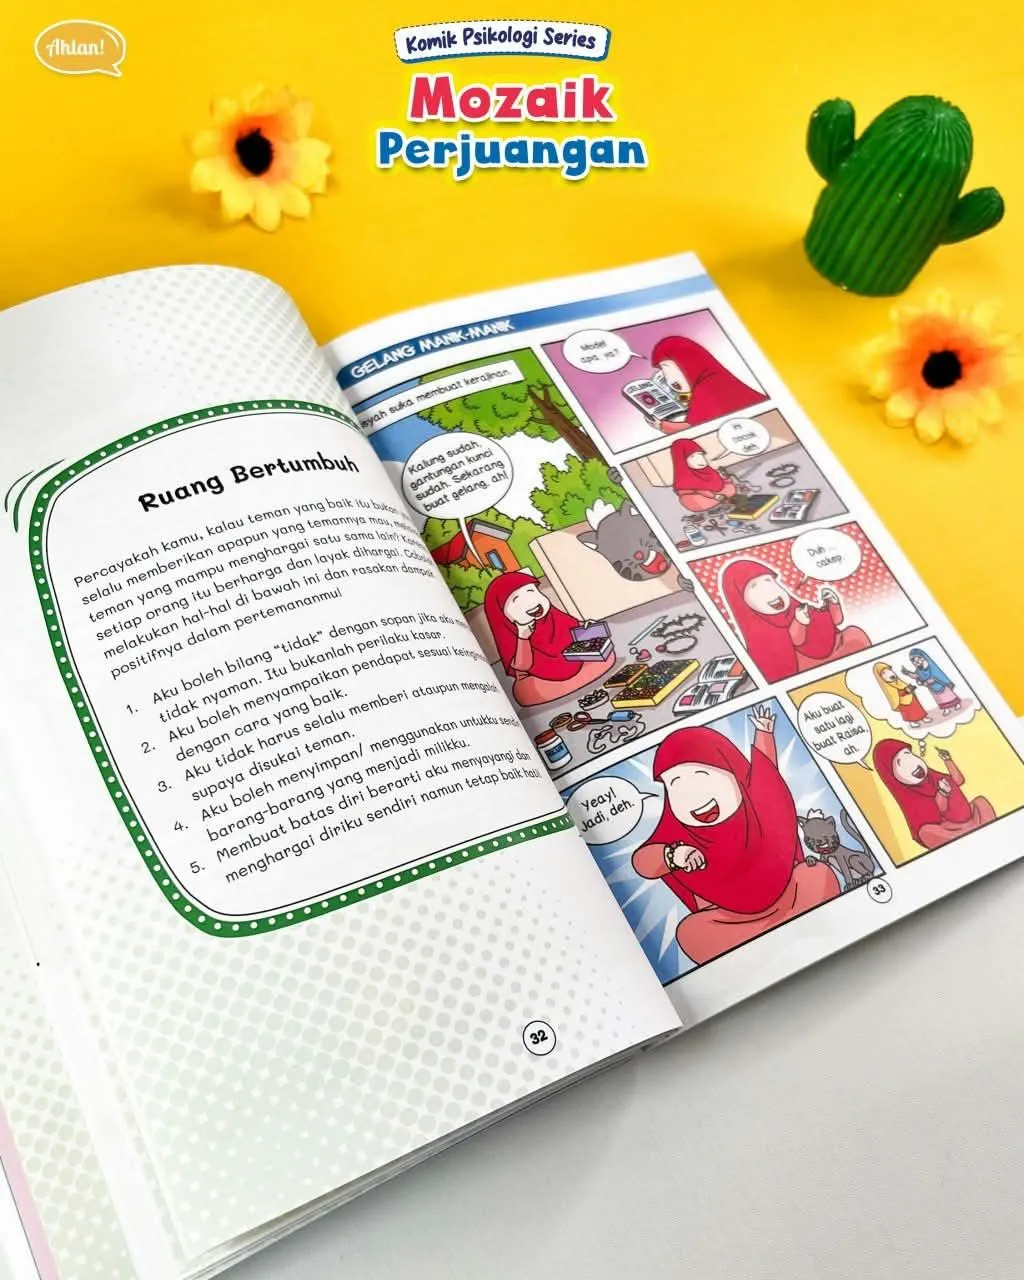 Ahlan!
Komik Psikologi Series
Mozaik
Perjuangan
Ruang Bertumbuh
Percayakah kamu, kalau teman yang baik itu bukan
selalu memberikan apapun yang temannya mau,
teman yang mampu menghargai satu sama lain?
setiap orang itu berharga dan layak dihargai.
melakukan hal-hal di bawah ini dan rasakan
positifnya dalam pertemananmu!
1. Aku boleh bilang "tidak" dengan sopan jika aku
tidak nyaman. Itu bukanlah perilaku kasar.
2. Aku boleh menyampaikan pendapat sesuai
dengan cara yang baik.
3. Aku tidak harus selalu memberi ataupun
supaya disukai teman.
4. Aku boleh menyimpan/ menggunakan untukku
barang-barang yang menjadi milikku.
5. Membuat batas diri berarti aku menyayangi dan
menghargai diriku sendiri namun tetap baik hati.
32
GELANG MANIK-MANIK
suka membuat kerajinan.
Kalung sudah,
gantungan kunci
sudah. Sekarang
buat gelang, ah!
Model
apa, ya?
GELANG
Ini
cocok
deh.
Duh ...
cakep.
Yeay!
Jadi, deh.
Aku buat
satu lagi
buat Raisa,
ah.
33